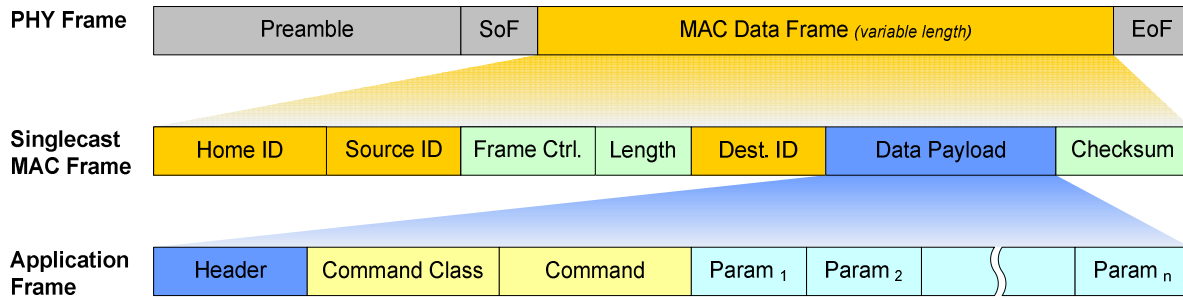 PHY Frame
Preamble SoF MAC Data Frame (variable length) EoF
Singlecast
MAC Frame
Home ID Source ID Frame Ctrl. Length Dest. ID Data Payload Checksum
Application
Frame
Header Command Class Command Param 1 Param 2 Param n